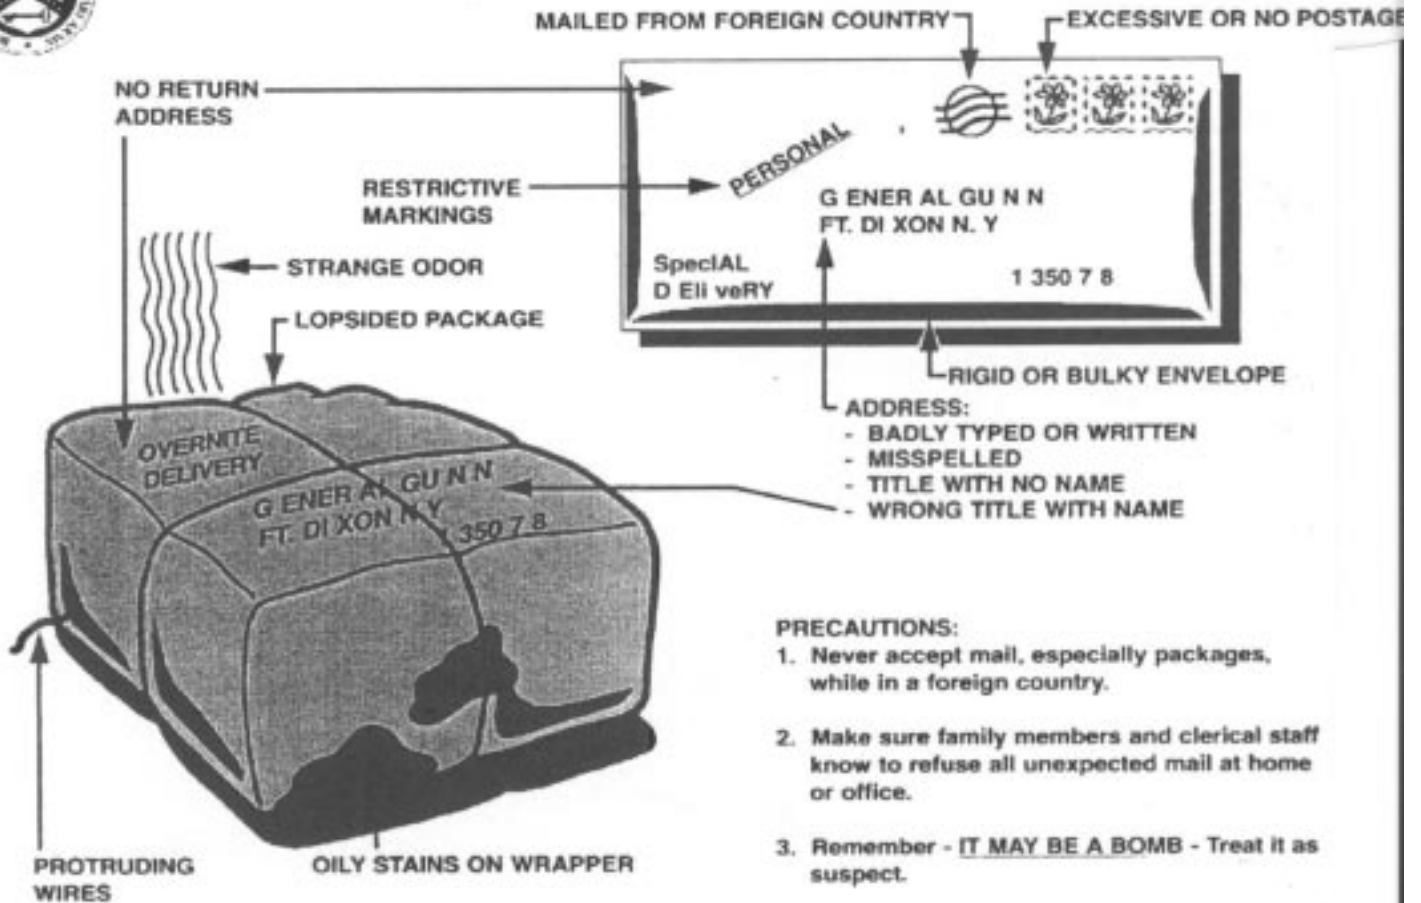 MAILED FROM FOREIGN COUNTRY
EXCESSIVE OR NO POSTAGE
NO RETURN
ADDRESS
RESTRICTIVE
MARKINGS
PERSONAL
G ENER AL GU N N
FT. DI XON N. Y
SpecIAL
D Eli veRY
1 350 7 8
STRANGE ODOR
LOPSIDED PACKAGE
RIGID OR BULKY ENVELOPE
ADDRESS:
- BADLY TYPED OR WRITTEN
- MISSPELLED
- TITLE WITH NO NAME
- WRONG TITLE WITH NAME
OVERNITE
DELIVERY
G ENER AL GU N N
FT. DI XON N Y
1 350 7 8
PROTRUDING
WIRES
OILY STAINS ON WRAPPER
PRECAUTIONS:
1. Never accept mail, especially packages,
while in a foreign country.
2. Make sure family members and clerical staff
know to refuse all unexpected mail at home
or office.
3. Remember - IT MAY BE A BOMB - Treat it as
suspect.